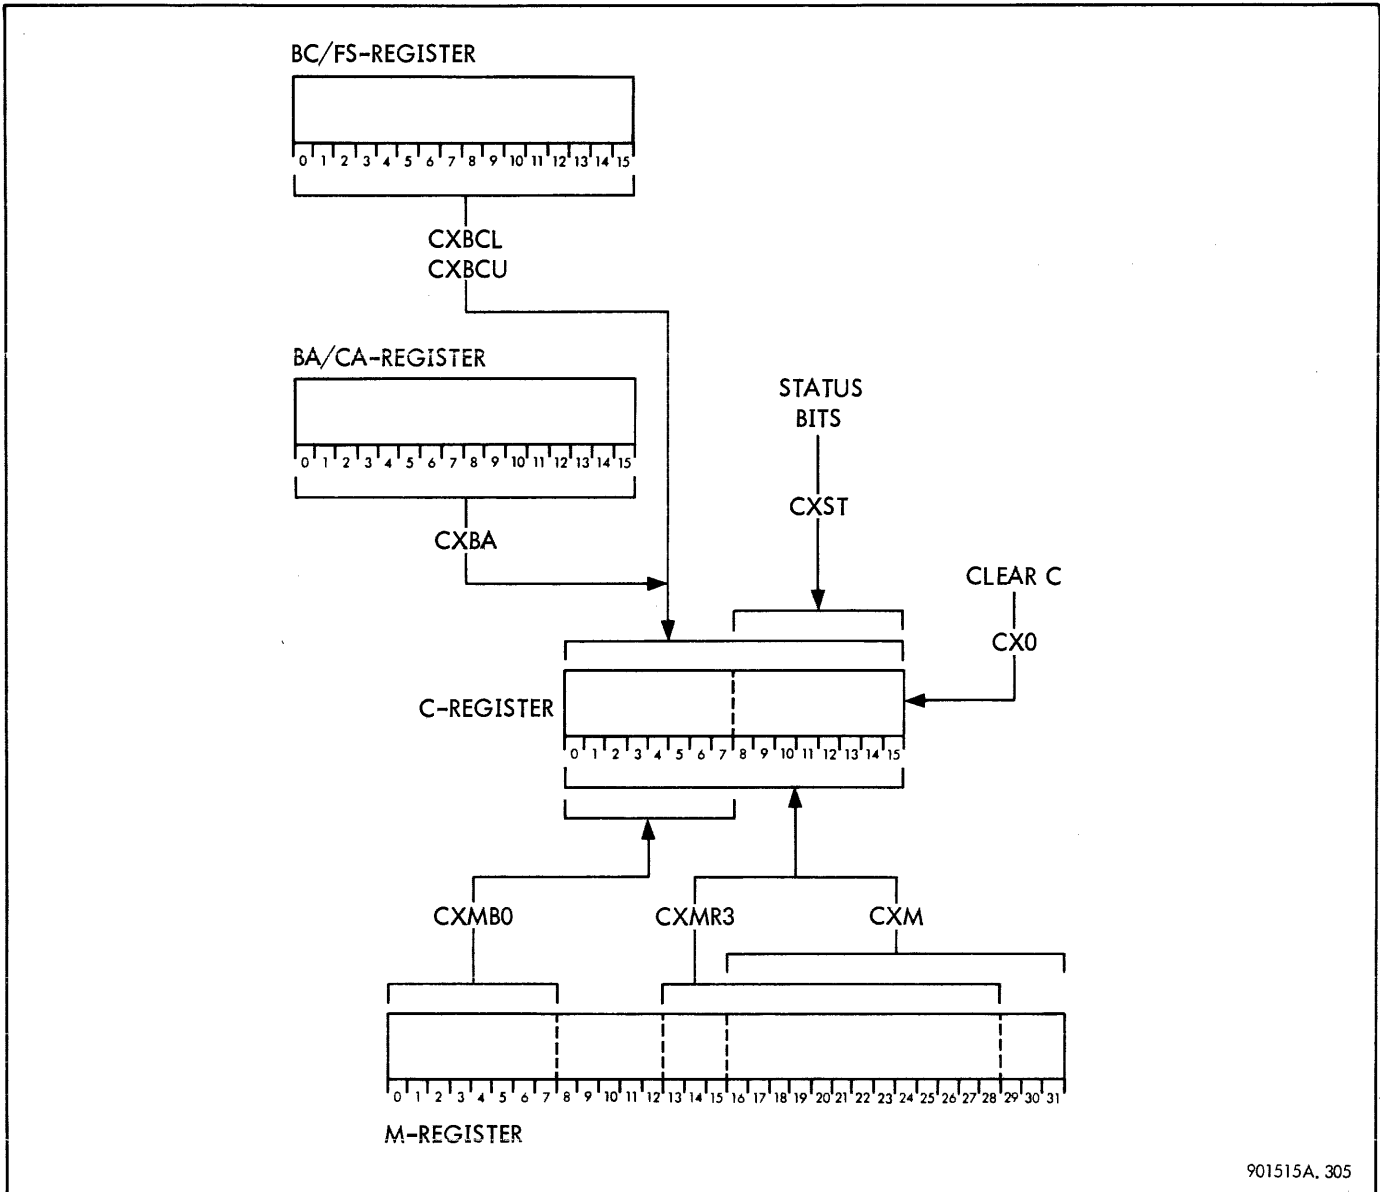 BC/FS-REGISTER
0 1 2 3 4 5 6 7 8 9 10 11 12 13 14 15
CXBCL
CXBCU
BA/CA-REGISTER
0 1 2 3 4 5 6 7 8 9 10 11 12 13 14 15
STATUS
BITS
CXBA
CXST
CLEAR C
CX0
C-REGISTER
0 1 2 3 4 5 6 7 8 9 10 11 12 13 14 15
CXMB0
CXMR3
CXM
0 1 2 3 4 5 6 7 8 9 10 11 12 13 14 15 16 17 18 19 20 21 22 23 24 25 26 27 28 29 30 31
M-REGISTER
901515A. 305